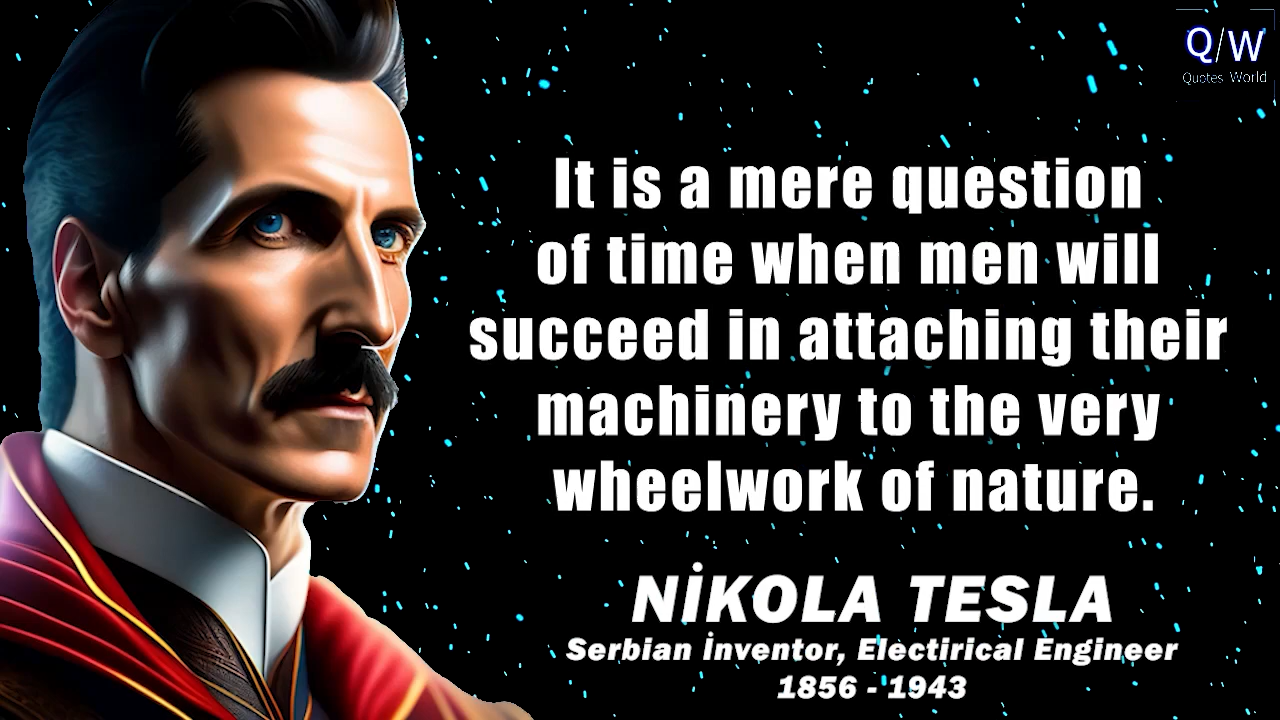 Q/W
Quotes World
It is a mere question
of time when men will
succeed in attaching their
machinery to the very
wheelwork of nature.
NİKOLA TESLA
Serbian İnventor, Electirical Engineer
1856 - 1943